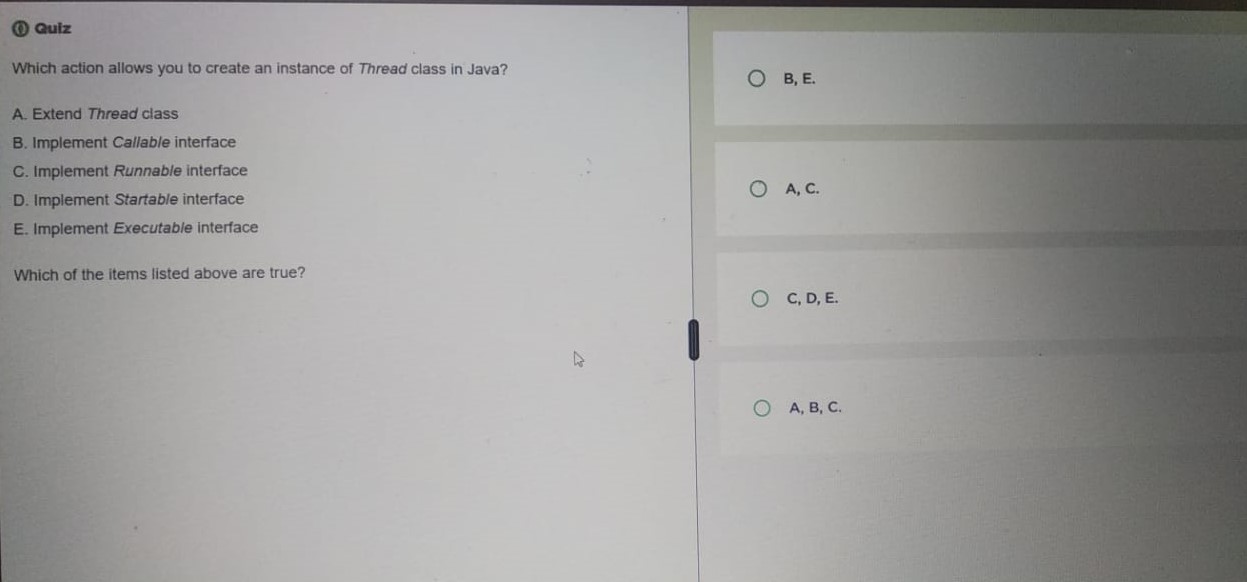 Quiz
Which action allows you to create an instance of Thread class in Java?
A. Extend Thread class
B. Implement Callable interface
C. Implement Runnable interface
D. Implement Startable interface
E. Implement Executable interface
Which of the items listed above are true?
B, E.
A, C.
C, D, E.
A, B, C.